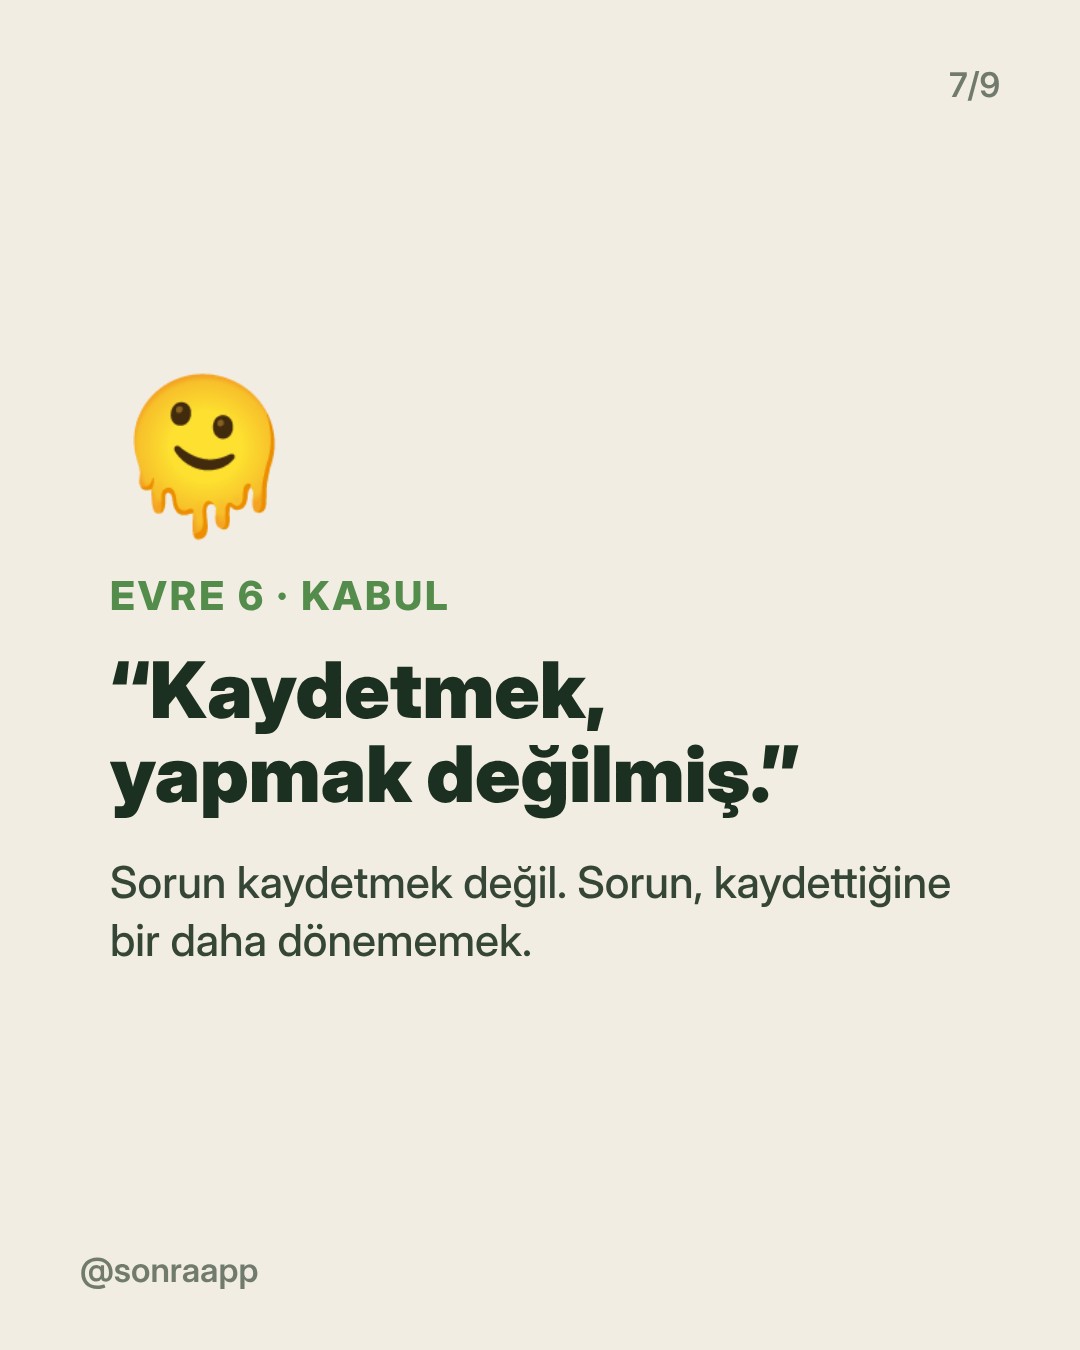 7/9
EVRE 6 · KABUL
“Kaydetmek,
yapmak değilmiş.”
Sorun kaydetmek değil. Sorun, kaydettiğine
bir daha dönememek.
@sonraapp